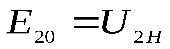 E₂₀ = U₂H